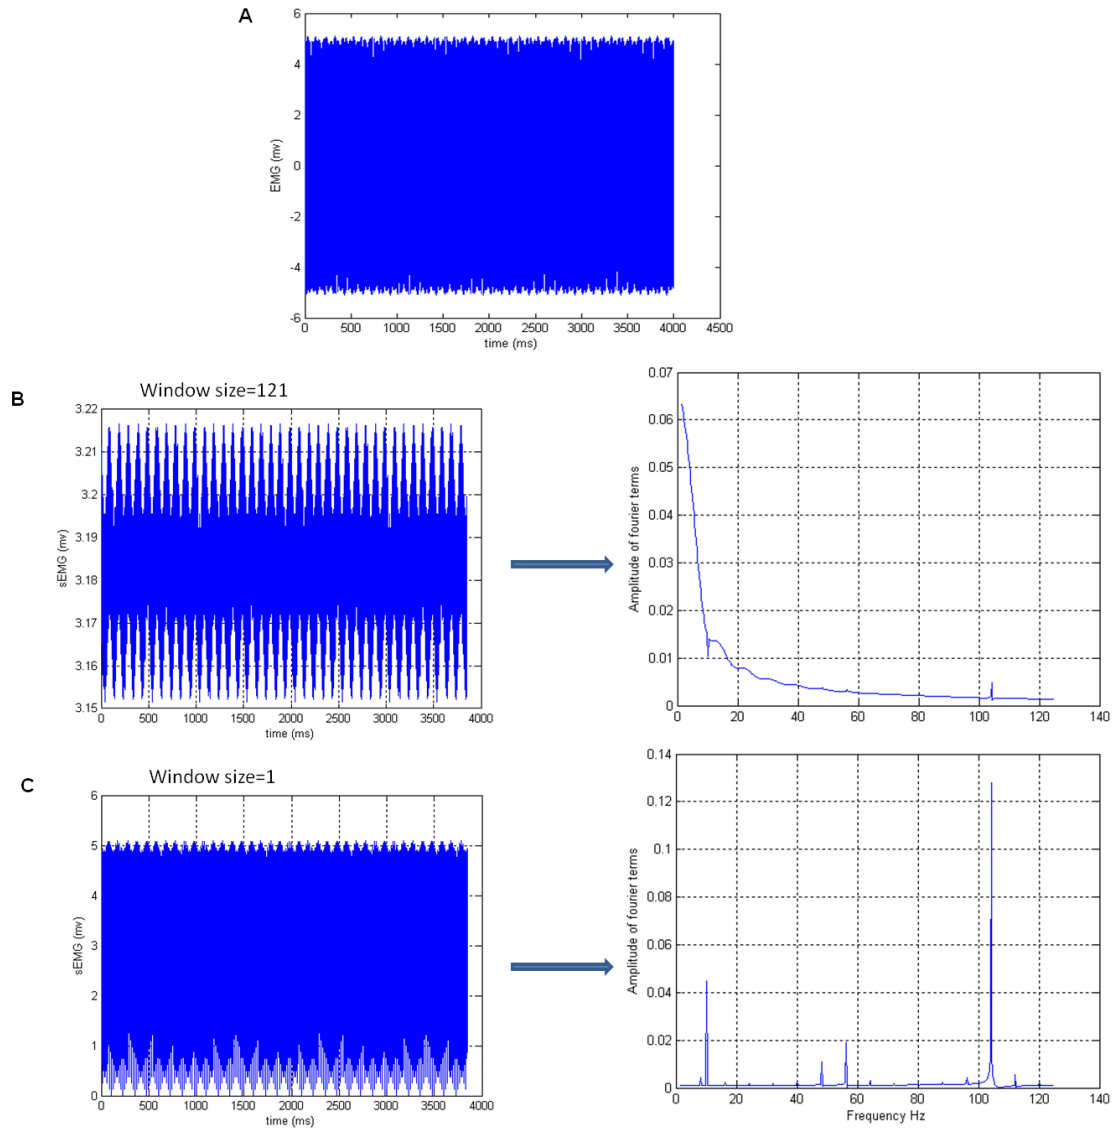 A
6
4
2
0
-2
-4
-6
EMG (mv)
0 500 1000 1500 2000 2500 3000 3500 4000 4500
time (ms)
B
Window size=121
3.22
3.21
3.2
3.19
3.18
3.17
3.16
3.15
sEMG (mv)
0 500 1000 1500 2000 2500 3000 3500 4000
time (ms)
0.07
0.06
0.05
0.04
0.03
0.02
0.01
0
Amplitude of fourier terms
0 20 40 60 80 100 120 140
C
Window size=1
6
5
4
3
2
1
0
sEMG (mv)
0 500 1000 1500 2000 2500 3000 3500 4000
time (ms)
0.14
0.12
0.1
0.08
0.06
0.04
0.02
0
Amplitude of fourier terms
0 20 40 60 80 100 120 140
Frequency Hz